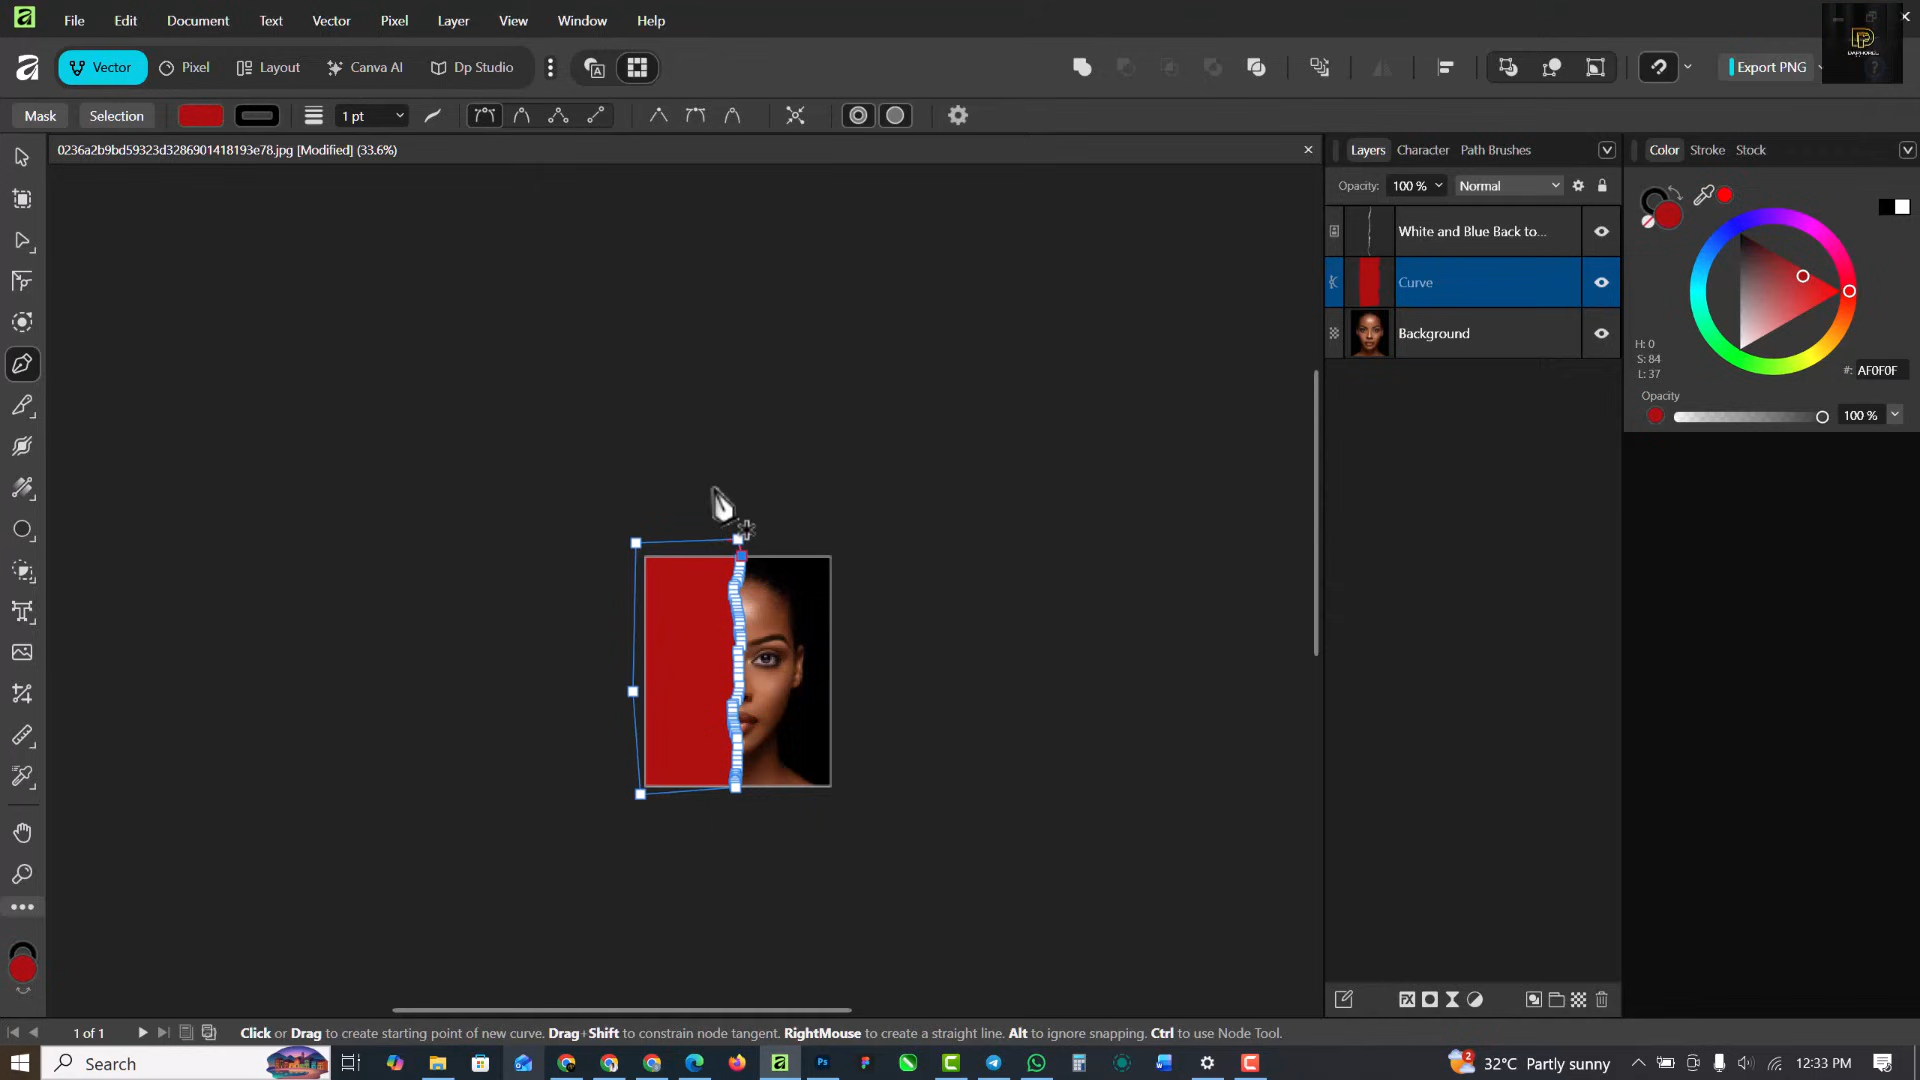 File Edit Document Text Vector Pixel Layer View Window Help
Vector Pixel Layout Canva AI Dp Studio Export PNG
Mask Selection 1 pt
0236a2b9bd59323d3286901418193e78.jpg [Modified] (33.6%)
Layers Character Path Brushes
Color Stroke Stock
Opacity: 100 % Normal
White and Blue Back to...
Curve
Background
H: 0
S: 84
L: 37
#: AF0F0F
Opacity
100 %
1 of 1
Click or Drag to create starting point of new curve. Drag+Shift to constrain node tangent. RightMouse to create a straight line. Alt to ignore snapping. Ctrl to use Node Tool.
Search
2
32°C Partly sunny
12:33 PM